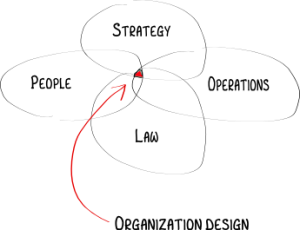 STRATEGY
PEOPLE
OPERATIONS
LAW
ORGANIZATION DESIGN